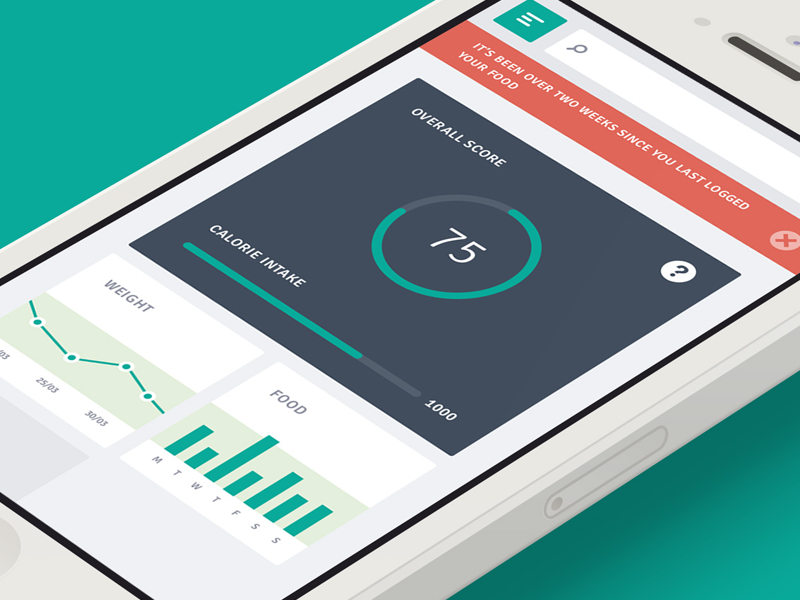 IT'S BEEN OVER TWO WEEKS SINCE YOU LAST LOGGED
YOUR FOOD
OVERALL SCORE
75
?
CALORIE INTAKE
1000
WEIGHT
25/03
30/03
FOOD
M T W T F S S